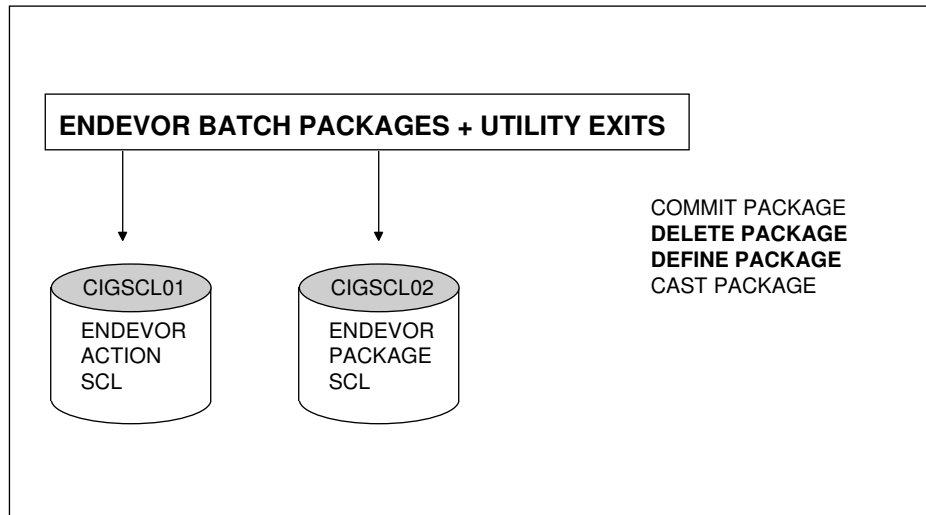 ENDEVOR BATCH PACKAGES + UTILITY EXITS
COMMIT PACKAGE
DELETE PACKAGE
DEFINE PACKAGE
CAST PACKAGE
CIGSCL01
ENDEVOR
ACTION
SCL
CIGSCL02
ENDEVOR
PACKAGE
SCL